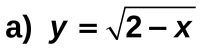 a) y = √2 − x